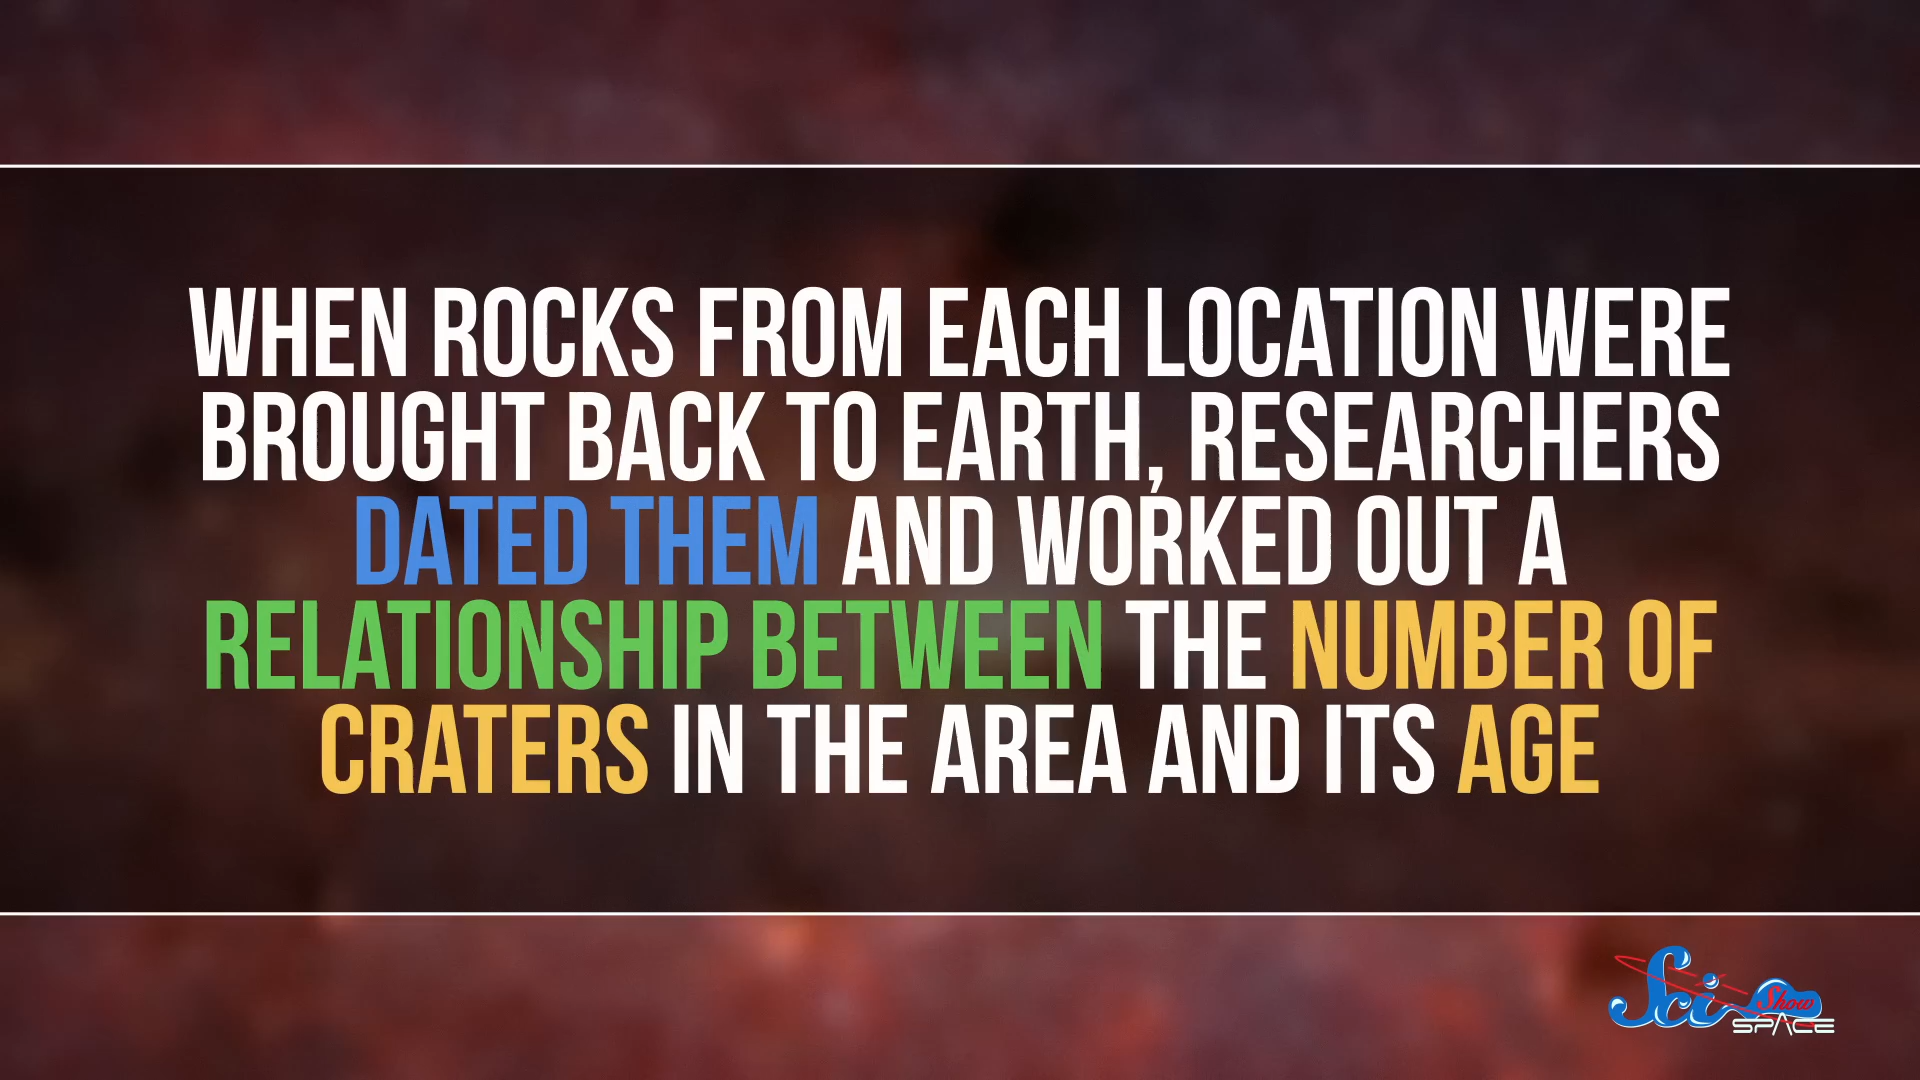 WHEN ROCKS FROM EACH LOCATION WERE
BROUGHT BACK TO EARTH, RESEARCHERS
DATED THEM AND WORKED OUT A
RELATIONSHIP BETWEEN THE NUMBER OF
CRATERS IN THE AREA AND ITS AGE
Sci Show
SPACE